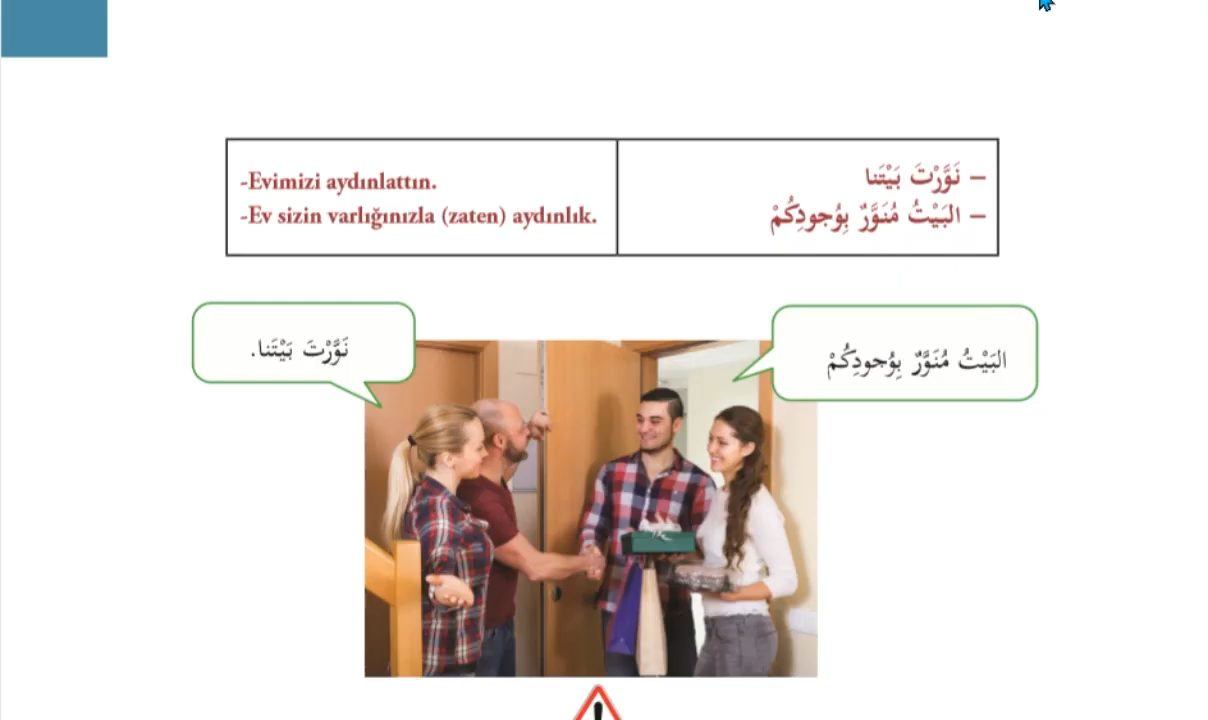 -Evimizi aydınlattın.
-Ev sizin varlığınızla (zaten) aydınlık.
– نَوَّرْتَ بَيْتَنا
– البَيْتُ مُنَوَّرٌ بِوُجودِكُمْ
نَوَّرْتَ بَيْتَنا.
البَيْتُ مُنَوَّرٌ بِوُجودِكُمْ